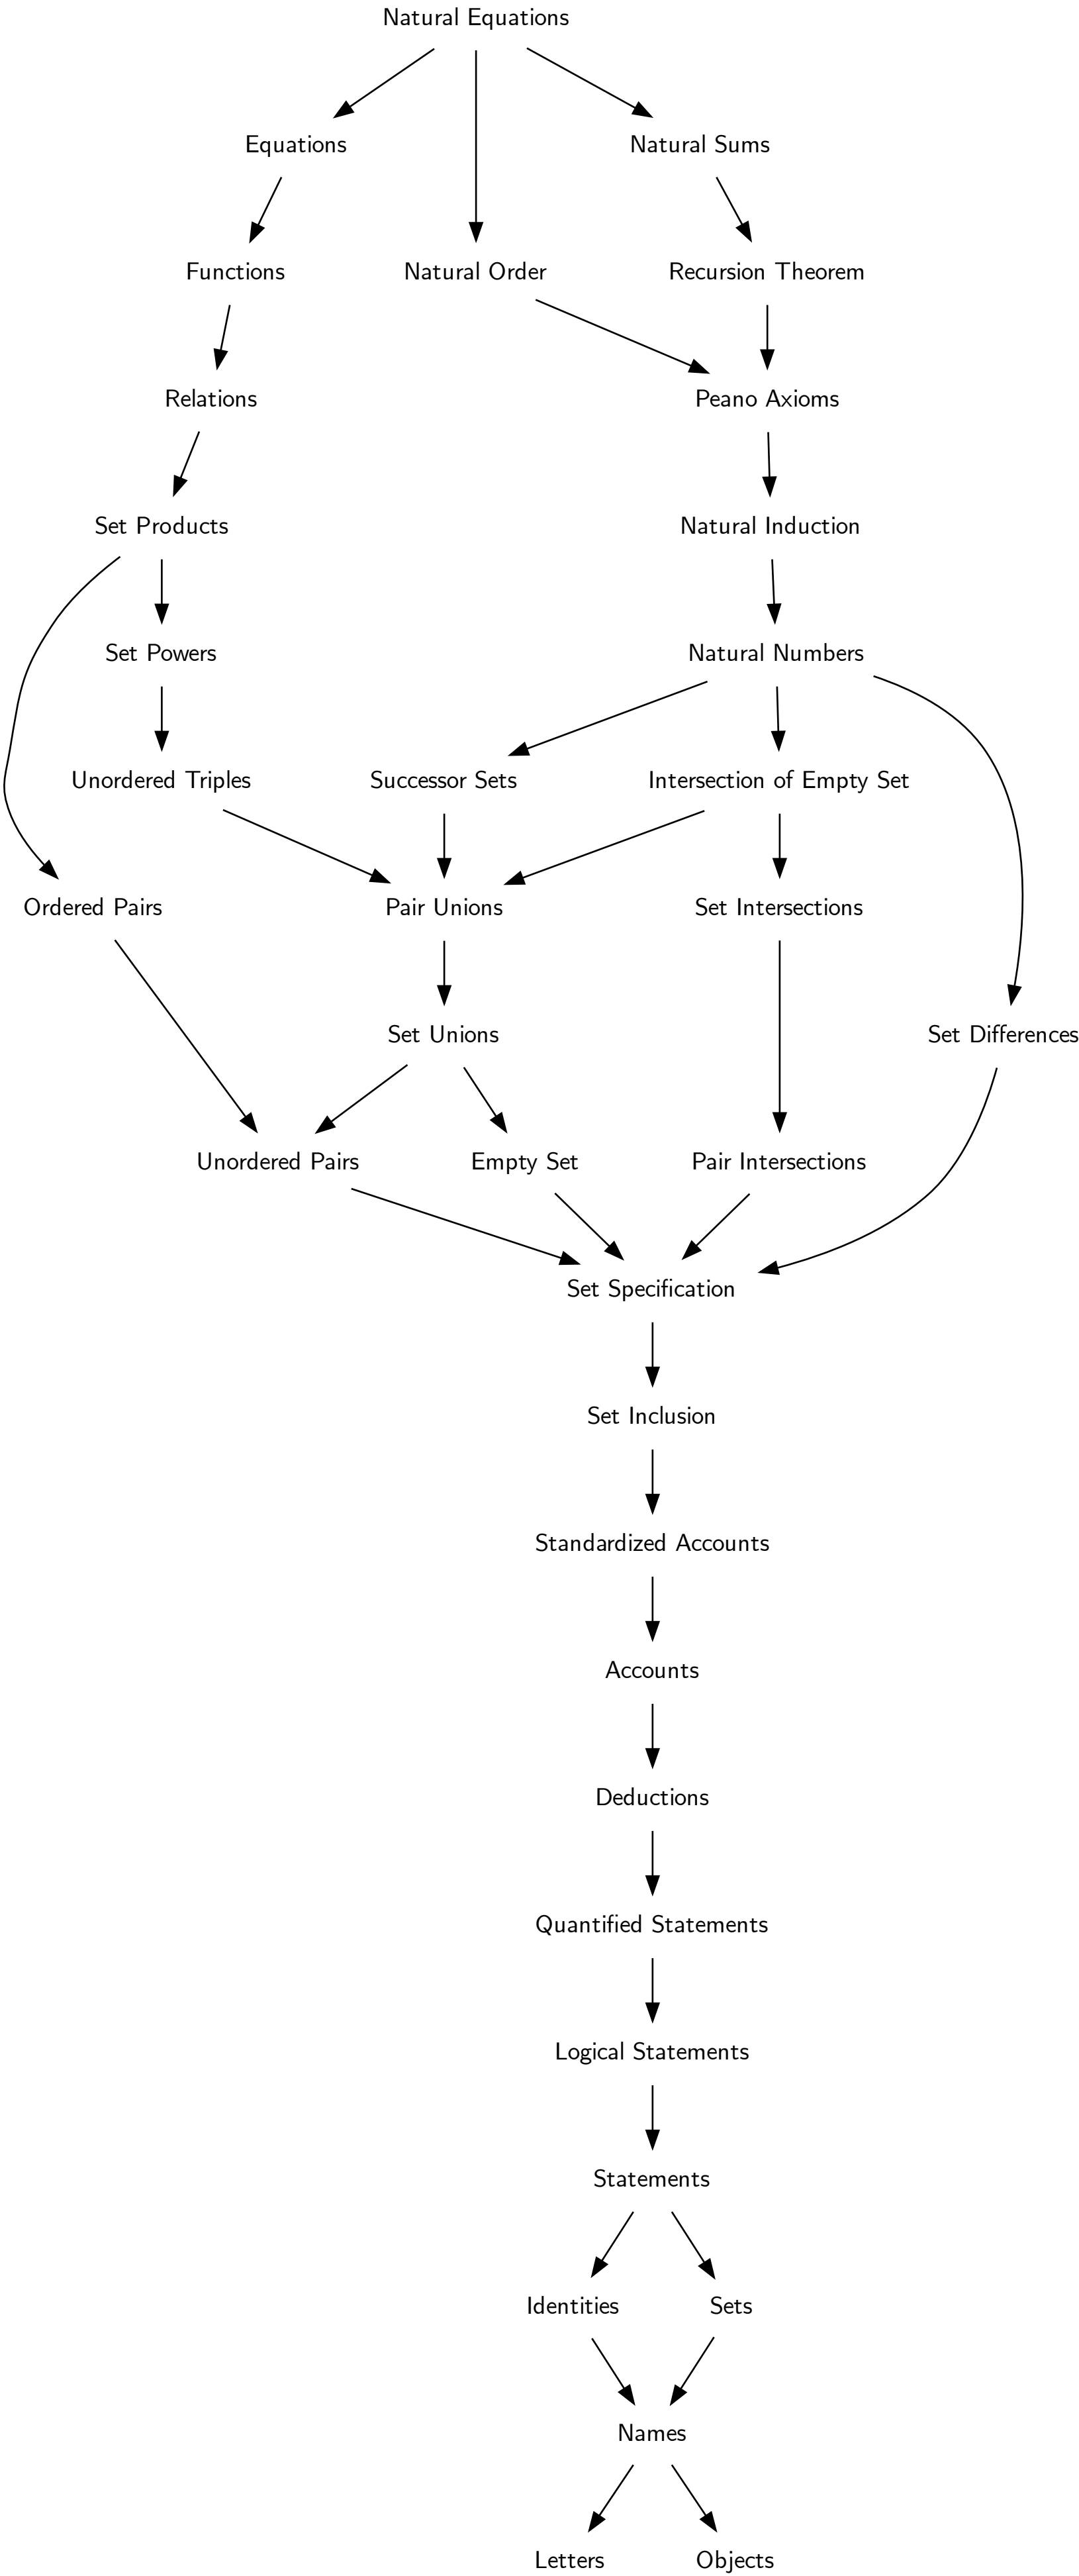 Natural Equations
Equations
Natural Sums
Functions
Natural Order
Recursion Theorem
Relations
Peano Axioms
Set Products
Natural Induction
Set Powers
Natural Numbers
Unordered Triples
Successor Sets
Intersection of Empty Set
Ordered Pairs
Pair Unions
Set Intersections
Set Unions
Set Differences
Unordered Pairs
Empty Set
Pair Intersections
Set Specification
Set Inclusion
Standardized Accounts
Accounts
Deductions
Quantified Statements
Logical Statements
Statements
Identities
Sets
Names
Letters
Objects